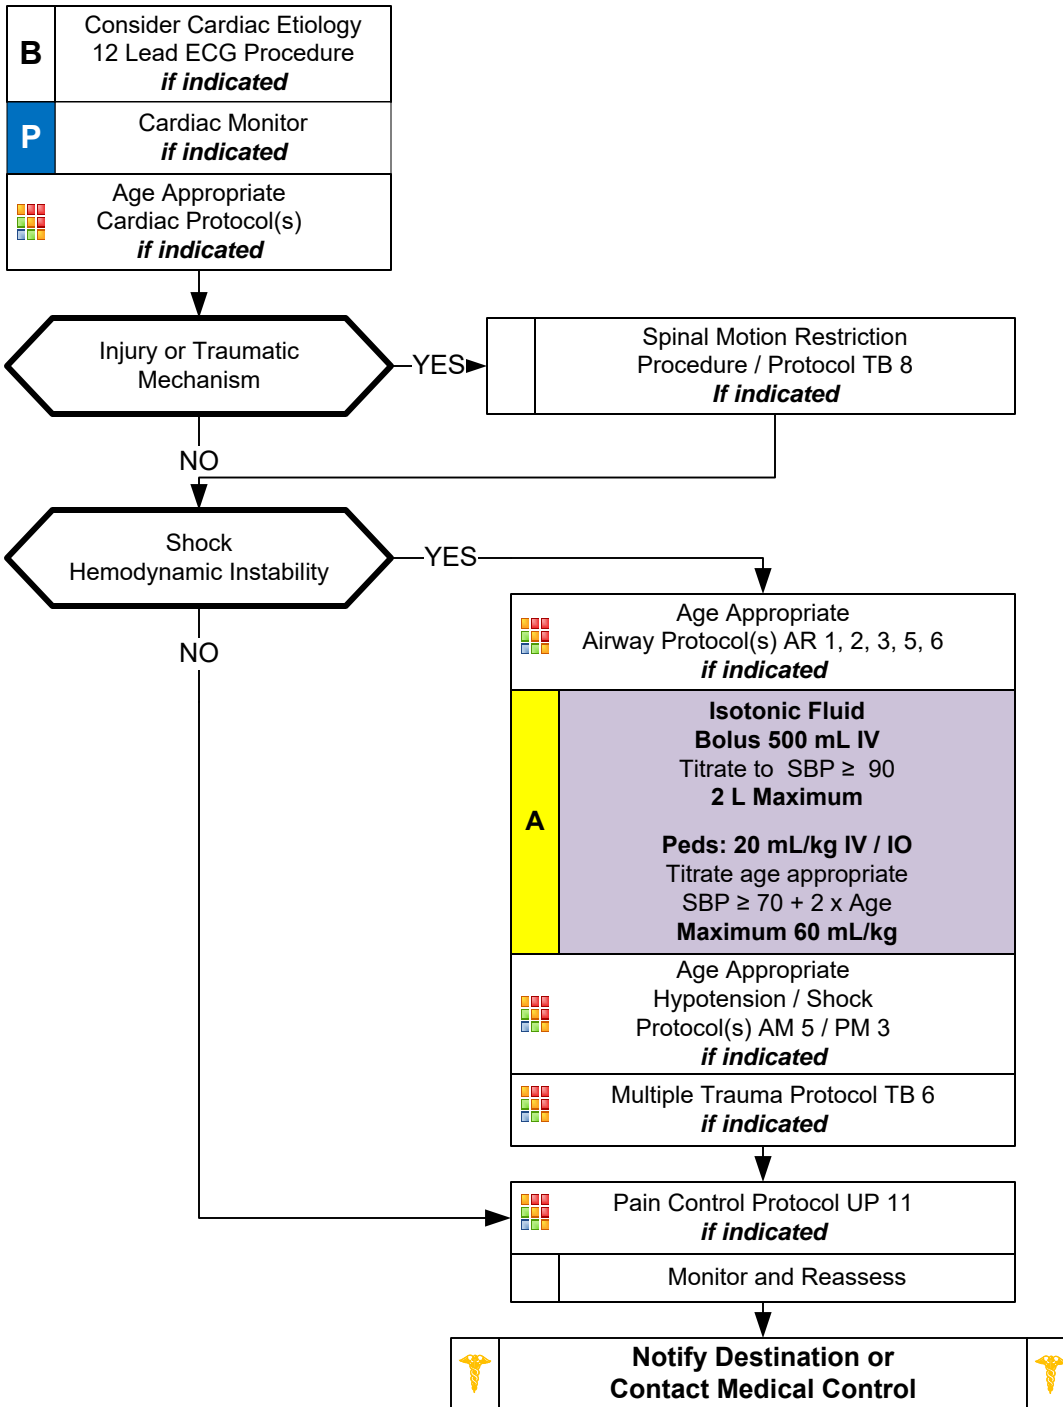 B
Consider Cardiac Etiology
12 Lead ECG Procedure
if indicated
P
Cardiac Monitor
if indicated
Age Appropriate
Cardiac Protocol(s)
if indicated
Injury or Traumatic
Mechanism
YES
Spinal Motion Restriction
Procedure / Protocol TB 8
If indicated
NO
Shock
Hemodynamic Instability
YES
NO
Age Appropriate
Airway Protocol(s) AR 1, 2, 3, 5, 6
if indicated
A
Isotonic Fluid
Bolus 500 mL IV
Titrate to SBP ≥ 90
2 L Maximum
Peds: 20 mL/kg IV / IO
Titrate age appropriate
SBP ≥ 70 + 2 x Age
Maximum 60 mL/kg
Age Appropriate
Hypotension / Shock
Protocol(s) AM 5 / PM 3
if indicated
Multiple Trauma Protocol TB 6
if indicated
Pain Control Protocol UP 11
if indicated
Monitor and Reassess
Notify Destination or
Contact Medical Control